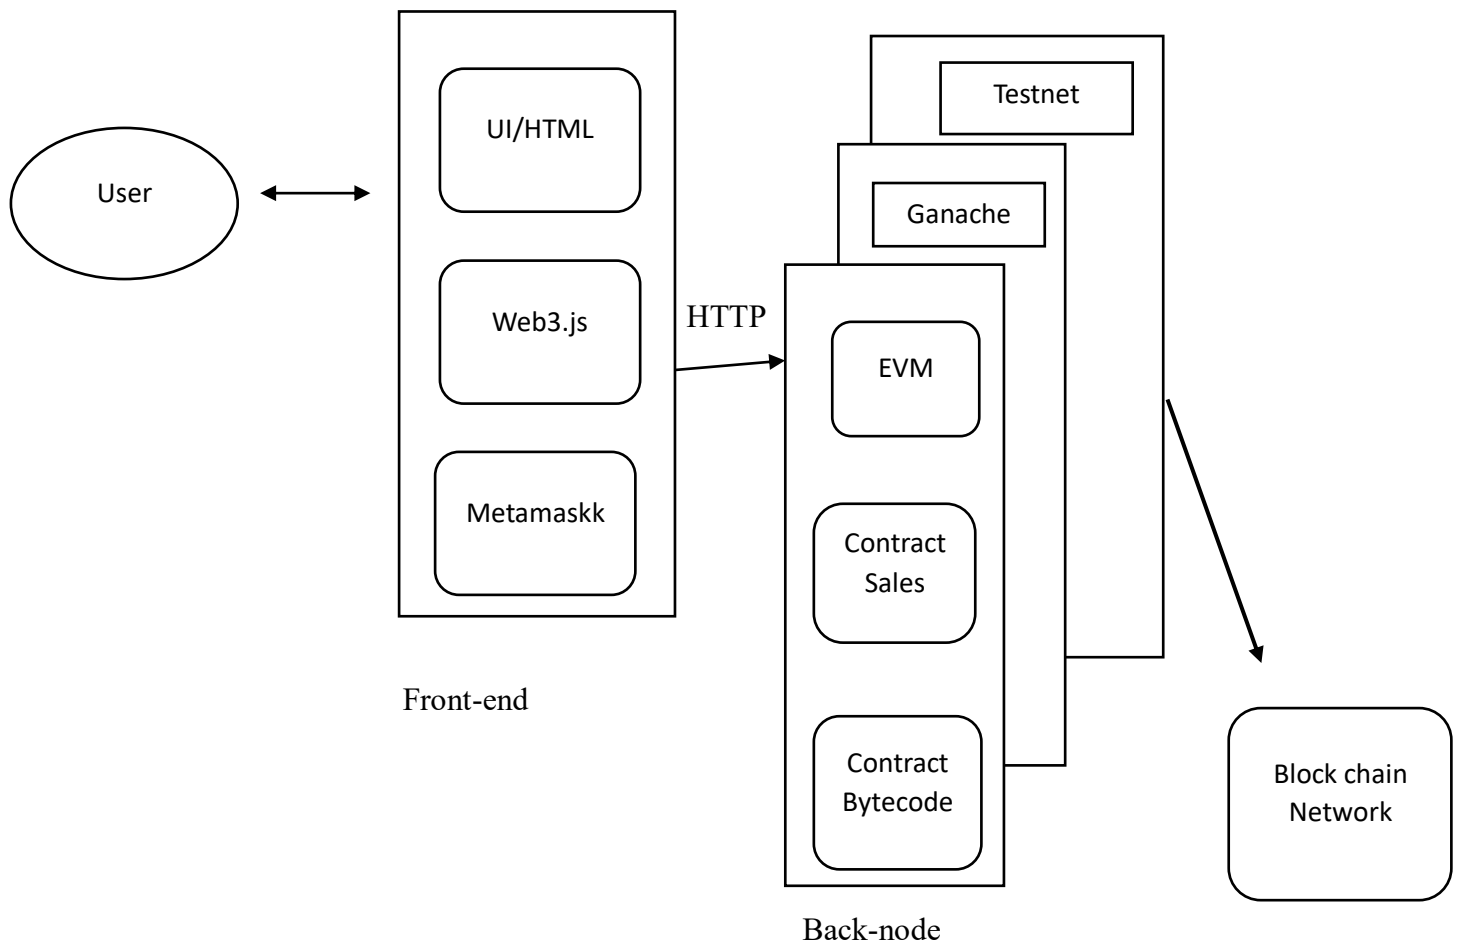 User
UI/HTML
Web3.js
Metamaskk
Front-end
HTTP
Testnet
Ganache
EVM
Contract
Sales
Contract
Bytecode
Back-node
Block chain
Network